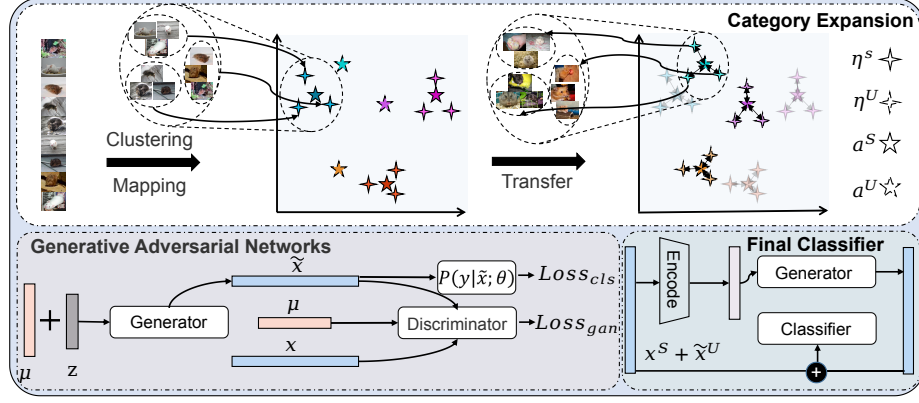 Category Expansion
Clustering
Mapping
Transfer
η^s
η^U
a^S
a^U
Generative Adversarial Networks
x̃
P(y|x̃; θ)
Loss_cls
μ
Generator
Discriminator
Loss_gan
x
μ
z
Final Classifier
Encode
Generator
Classifier
x^S + x̃^U